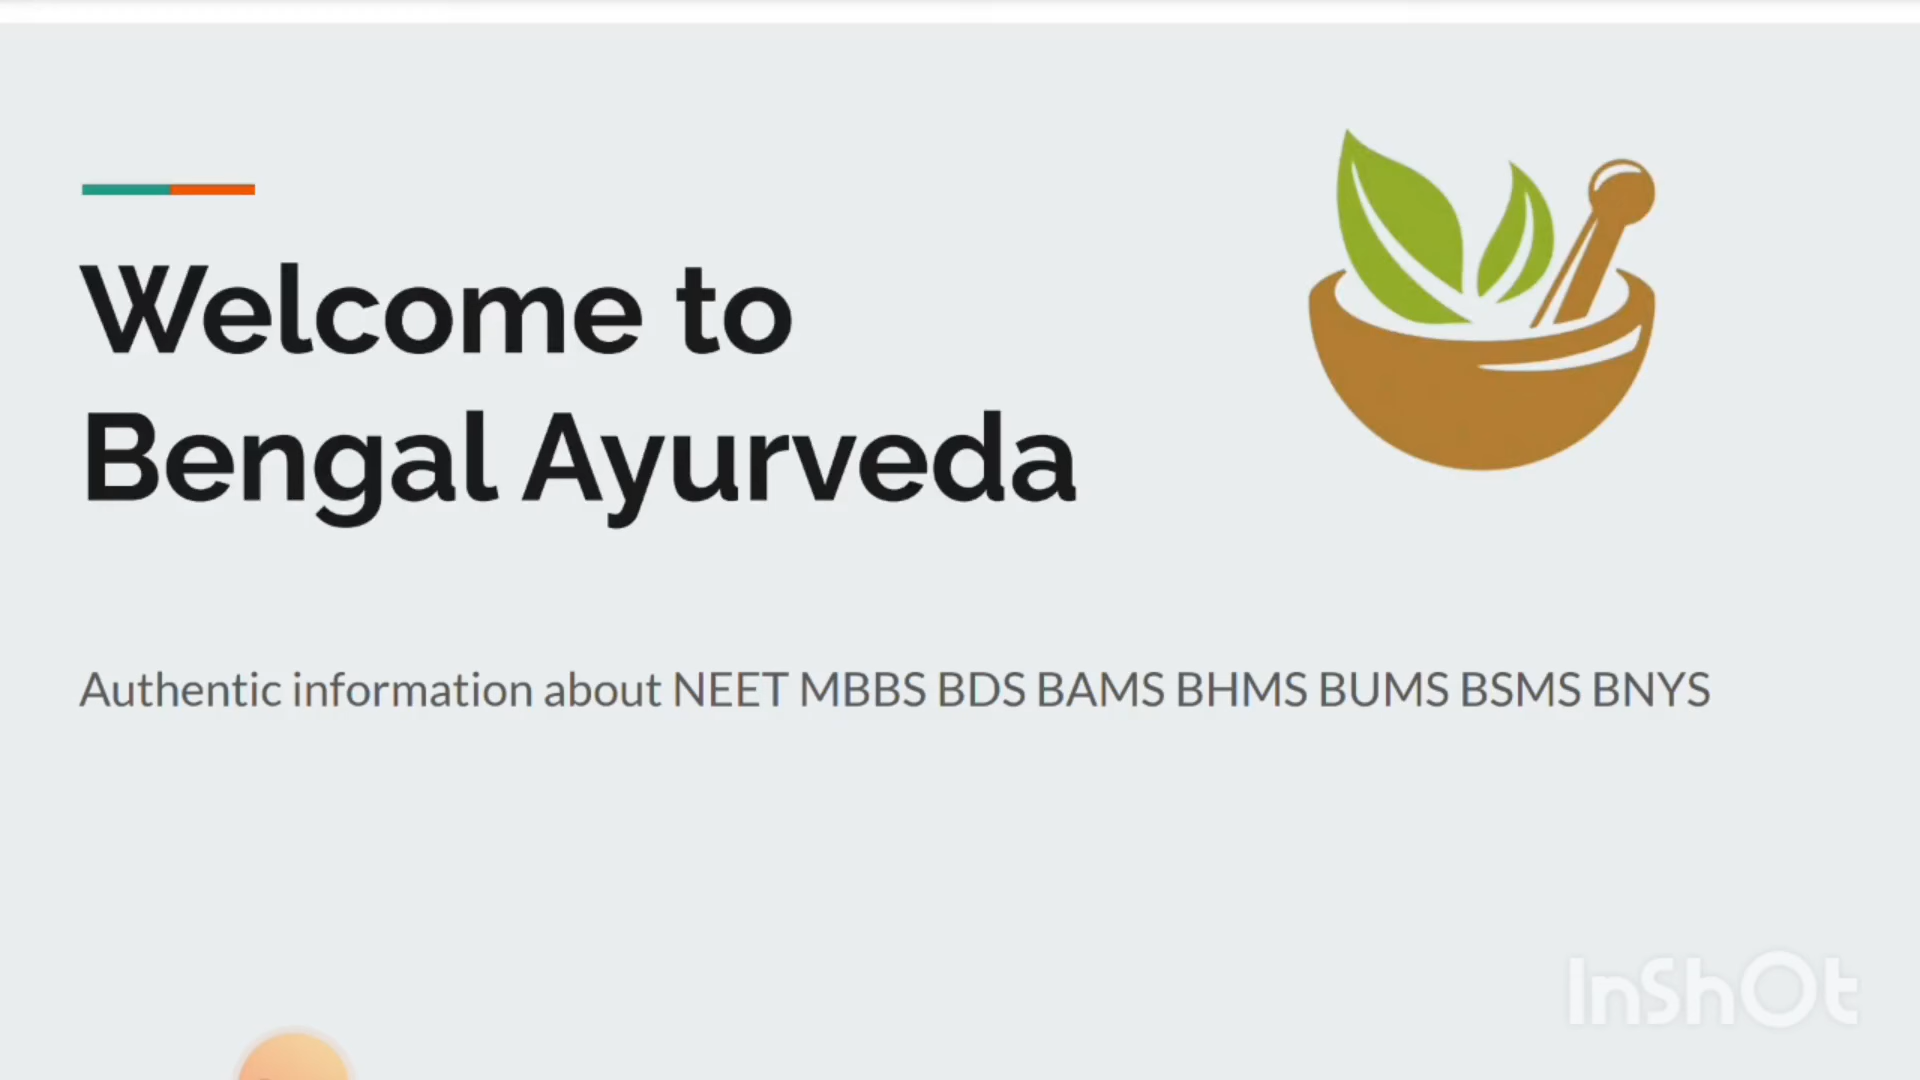 Welcome to
Bengal Ayurveda
Authentic information about NEET MBBS BDS BAMS BHMS BUMS BSMS BNYS
InShOt